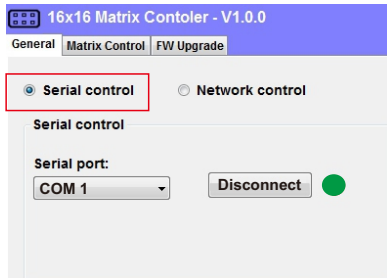 16x16 Matrix Contoler - V1.0.0
General Matrix Control FW Upgrade
Serial control Network control
Serial control
Serial port:
COM 1 Disconnect